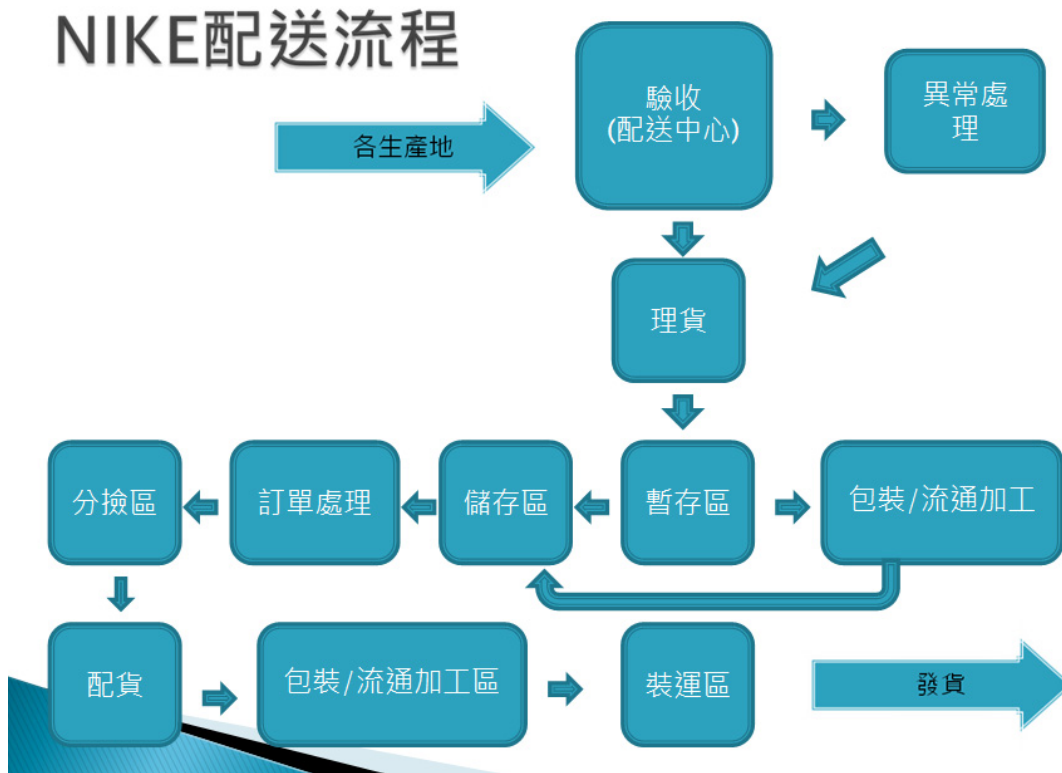 NIKE配送流程
各生產地
驗收
(配送中心)
異常處
理
理貨
分撿區
訂單處理
儲存區
暫存區
包裝/流通加工
配貨
包裝/流通加工區
裝運區
發貨